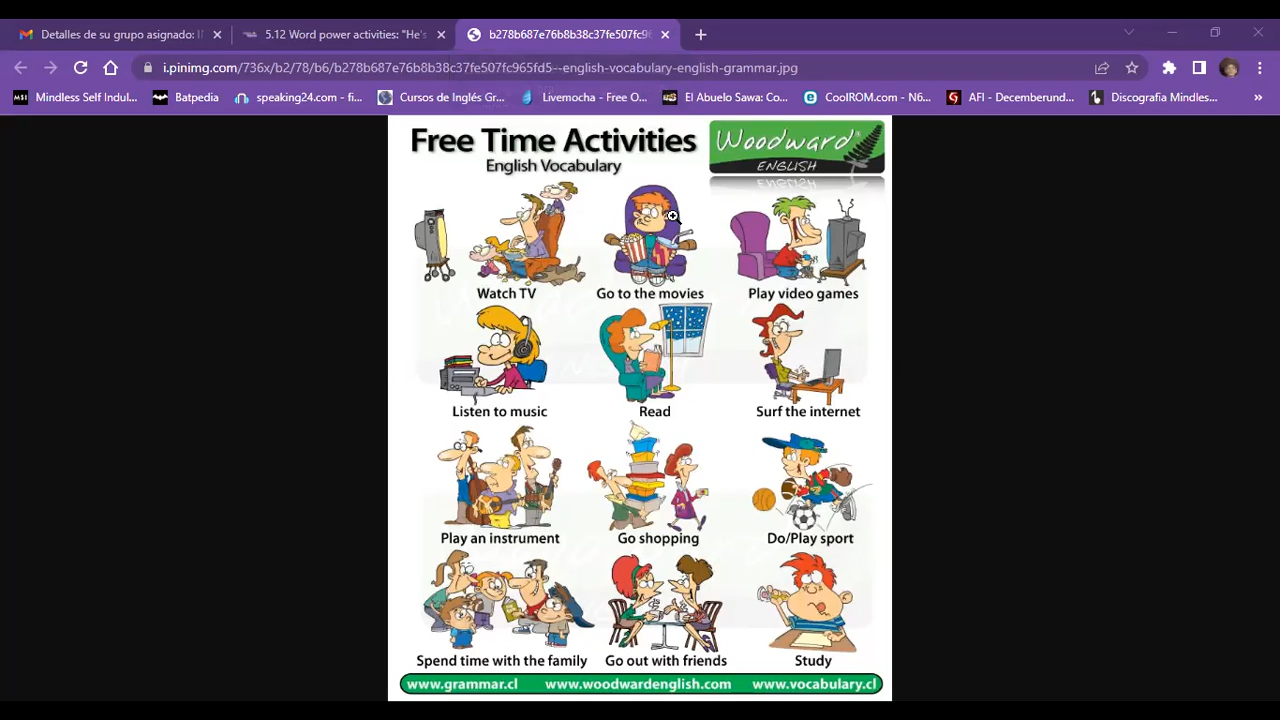 Detalles de su grupo asignado: I
5.12 Word power activities: "He's
b278b687e76b8b38c37fe507fc96
i.pinimg.com/736x/b2/78/b6/b278b687e76b8b38c37fe507fc965fd5--english-vocabulary-english-grammar.jpg
Mindless Self Indul...
Batpedia
speaking24.com - fi...
Cursos de Inglés Gr...
Livemocha - Free O...
El Abuelo Sawa: Co...
CoolROM.com - N6...
AFI - Decemberund...
Discografia Mindles...
Free Time Activities
English Vocabulary
Woodward
ENGLISH
Watch TV
Go to the movies
Play video games
Listen to music
Read
Surf the internet
Play an instrument
Go shopping
Do/Play sport
Spend time with the family
Go out with friends
Study
www.grammar.cl www.woodwardenglish.com www.vocabulary.cl